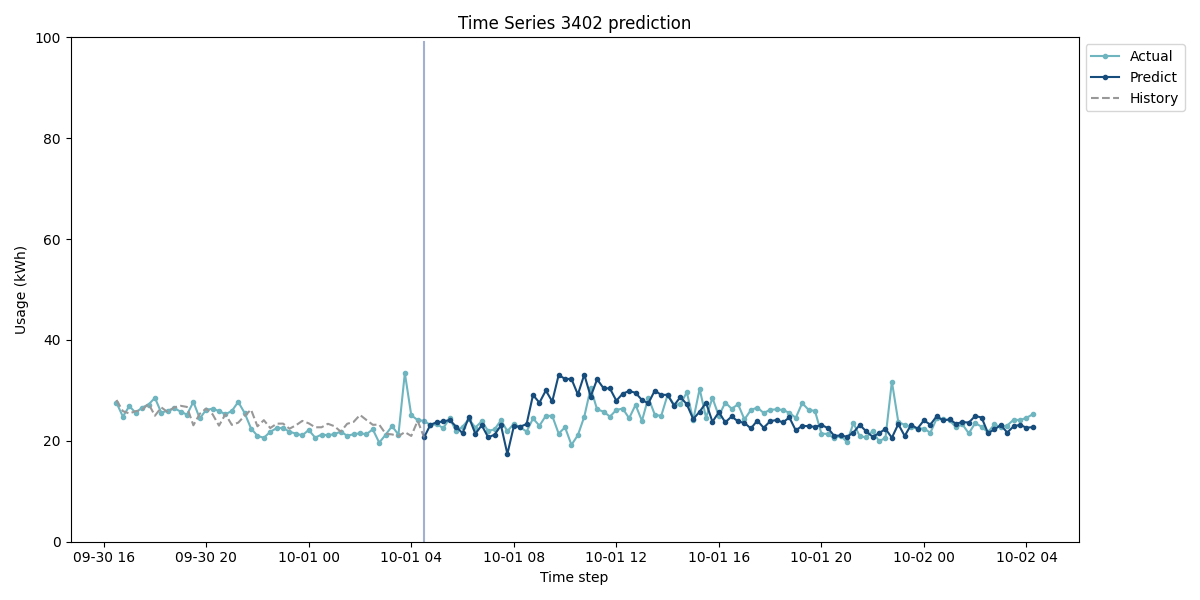 Time Series 3402 prediction
100
80
60
40
20
0
Usage (kWh)
09-30 16 09-30 20 10-01 00 10-01 04 10-01 08 10-01 12 10-01 16 10-01 20 10-02 00 10-02 04
Time step
Actual
Predict
History